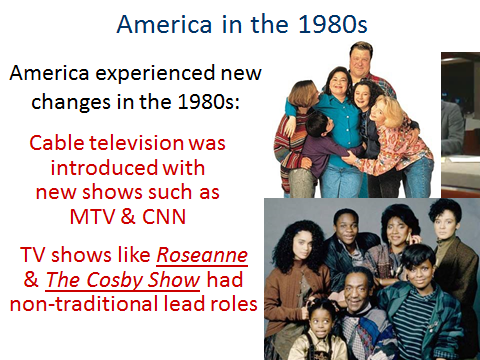 America in the 1980s
America experienced new
changes in the 1980s:
Cable television was
introduced with
new shows such as
MTV & CNN
TV shows like Roseanne
& The Cosby Show had
non-traditional lead roles